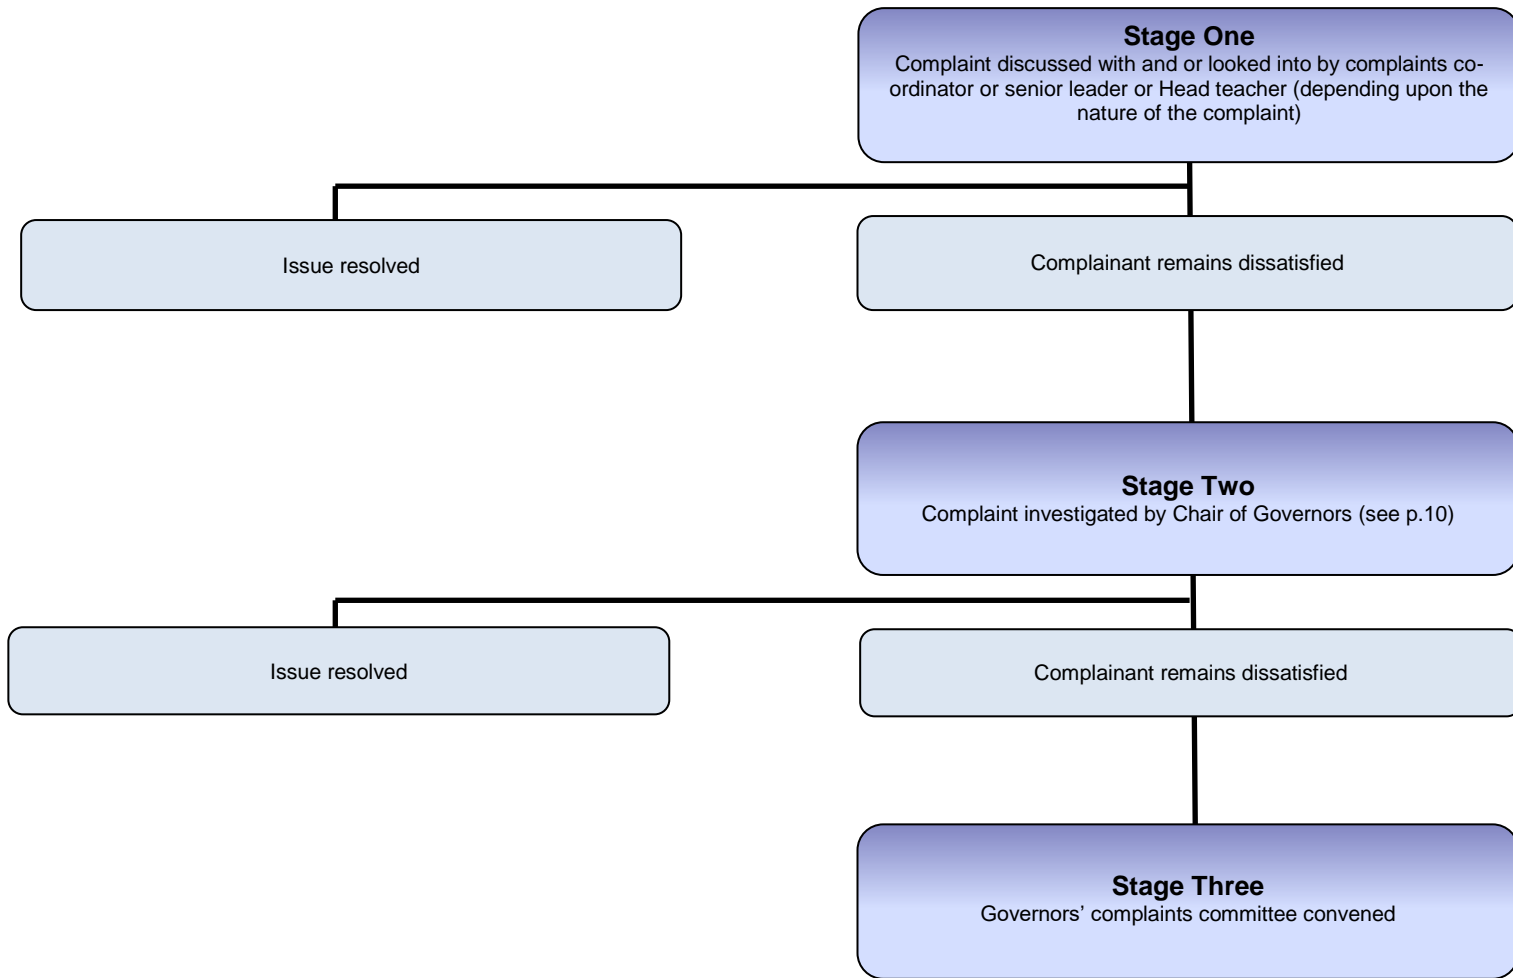 Stage One
Complaint discussed with and or looked into by complaints co-
ordinator or senior leader or Head teacher (depending upon the
nature of the complaint)
Issue resolved
Complainant remains dissatisfied
Stage Two
Complaint investigated by Chair of Governors (see p.10)
Issue resolved
Complainant remains dissatisfied
Stage Three
Governors’ complaints committee convened